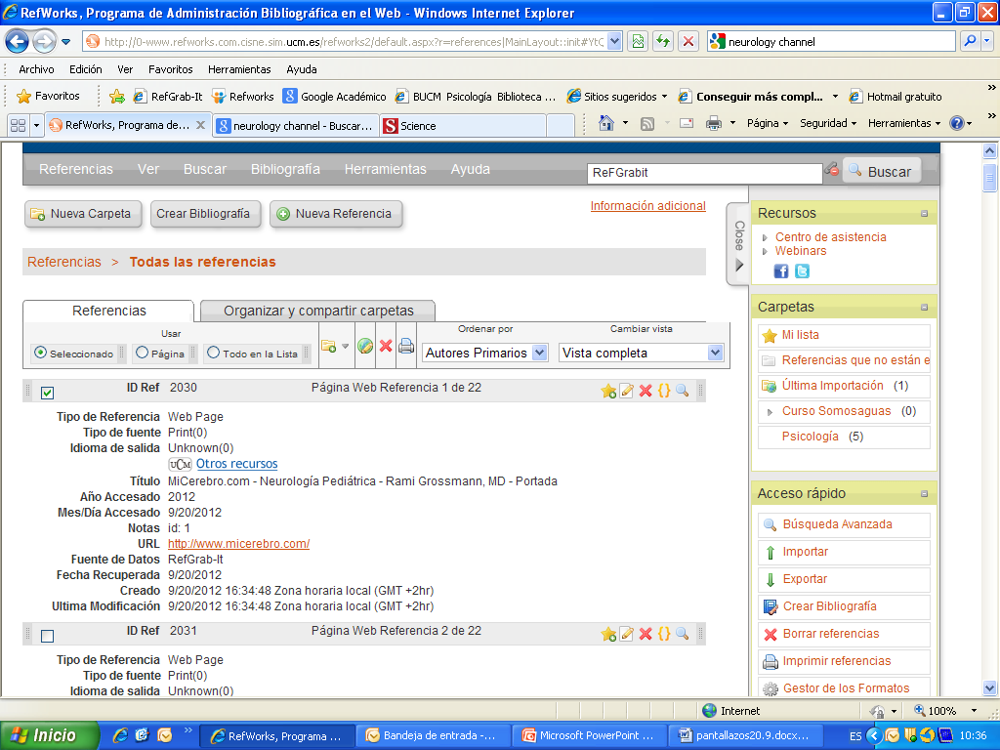 RefWorks, Programa de Administración Bibliográfica en el Web - Windows Internet Explorer
http://0-www.refworks.com.cisne.sim.ucm.es/refworks2/default.aspx?r=references|MainLayout::init#YtC
neurology channel
Archivo Edición Ver Favoritos Herramientas Ayuda
Favoritos RefGrab-It Refworks Google Académico BUCM Psicología Biblioteca ... Sitios sugeridos Conseguir más compl... Hotmail gratuito »
RefWorks, Programa de... neurology channel - Buscar... Science Página Seguridad Herramientas »
Referencias Ver Buscar Bibliografía Herramientas Ayuda ReFGrabit Buscar
Nueva Carpeta Crear Bibliografía Nueva Referencia Información adicional
Close
Referencias > Todas las referencias
Referencias Organizar y compartir carpetas
Usar Ordenar por Cambiar vista
Seleccionado Página Todo en la Lista Autores Primarios Vista completa
ID Ref 2030 Página Web Referencia 1 de 22
Tipo de Referencia Web Page
Tipo de fuente Print(0)
Idioma de salida Unknown(0)
UCM Otros recursos
Título MiCerebro.com - Neurología Pediátrica - Rami Grossmann, MD - Portada
Año Accesado 2012
Mes/Día Accesado 9/20/2012
Notas id: 1
URL http://www.micerebro.com/
Fuente de Datos RefGrab-It
Fecha Recuperada 9/20/2012
Creado 9/20/2012 16:34:48 Zona horaria local (GMT +2hr)
Ultima Modificación 9/20/2012 16:34:48 Zona horaria local (GMT +2hr)
ID Ref 2031 Página Web Referencia 2 de 22
Tipo de Referencia Web Page
Tipo de fuente Print(0)
Idioma de salida Unknown(0)
Recursos
Centro de asistencia
Webinars
Carpetas
Mi lista
Referencias que no están e
Última Importación (1)
Curso Somosaguas (0)
Psicología (5)
Acceso rápido
Búsqueda Avanzada
Importar
Exportar
Crear Bibliografía
Borrar referencias
Imprimir referencias
Gestor de los Formatos
Internet 100%
Inicio » RefWorks, Programa ... Bandeja de entrada -... Microsoft PowerPoint ... pantallazos20.9.docx... ES 10:36